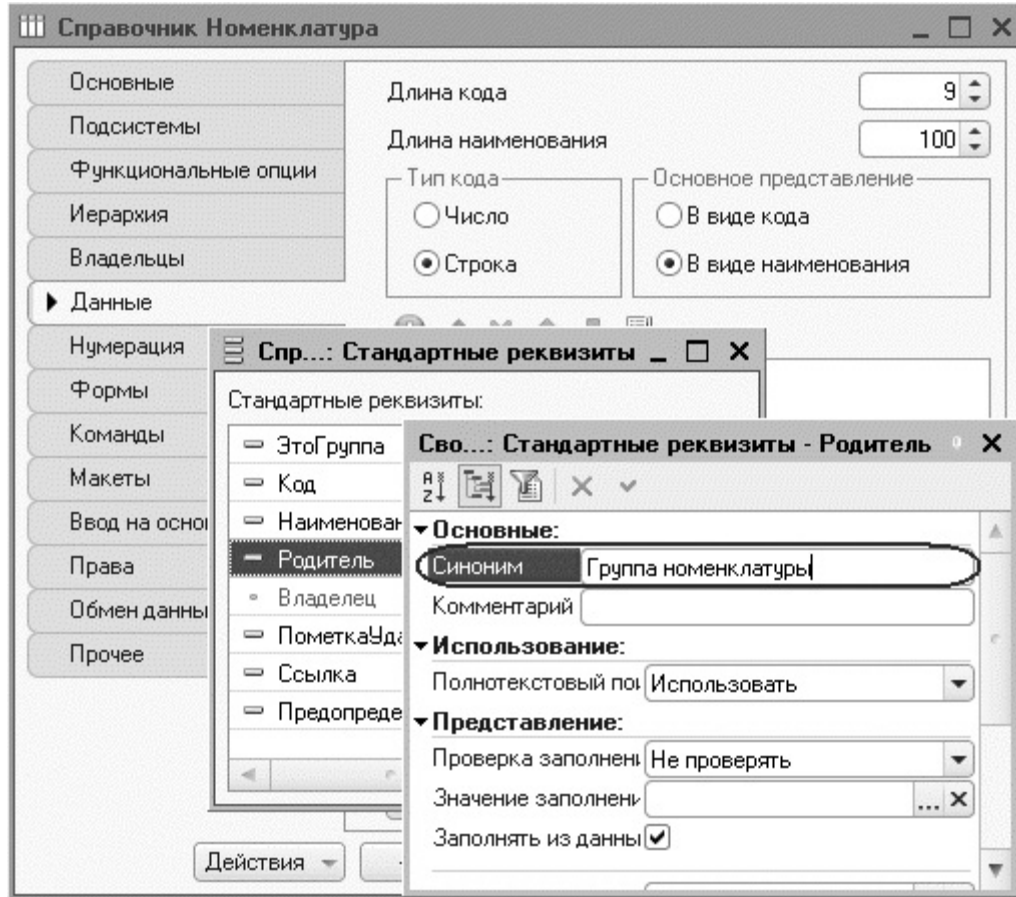 Справочник Номенклатура
Основные
Подсистемы
Функциональные опции
Иерархия
Владельцы
Данные
Нумерация
Формы
Команды
Макеты
Ввод на осно
Права
Обмен данны
Прочее
Длина кода 9
Длина наименования 100
Тип кода
Число
Строка
Основное представление
В виде кода
В виде наименования
Спр...: Стандартные реквизиты
Стандартные реквизиты:
ЭтоГруппа
Код
Наименован
Родитель
Владелец
ПометкаУда
Ссылка
Предопреде
Сво...: Стандартные реквизиты - Родитель
Основные:
Синоним Группа номенклатуры
Комментарий
Использование:
Полнотекстовый пои Использовать
Представление:
Проверка заполнени Не проверять
Значение заполнени ...
Заполнять из данны
Действия